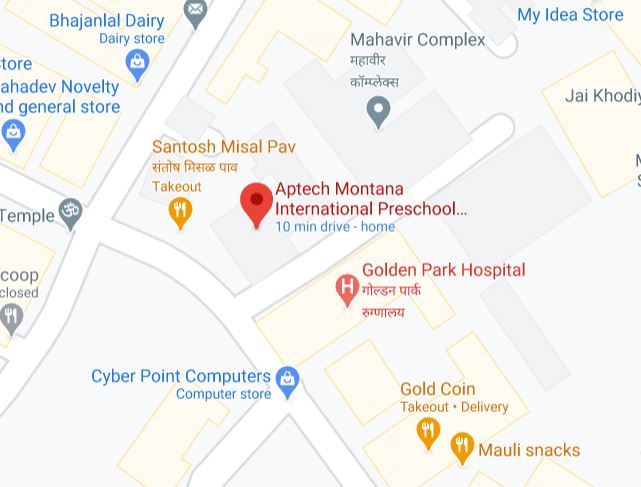 My Idea Store
Bhajanlal Dairy
Dairy store
Mahavir Complex
महावीर
कॉम्प्लेक्स
tore
ahadev Novelty
nd general store
Jai Khodiy
Santosh Misal Pav
संतोष मिसळ पाव
Takeout
Aptech Montana
International Preschool...
10 min drive - home
Temple
Golden Park Hospital
गोल्डन पार्क
रुग्णालय
coop
closed
Cyber Point Computers
Computer store
Gold Coin
Takeout • Delivery
Mauli snacks